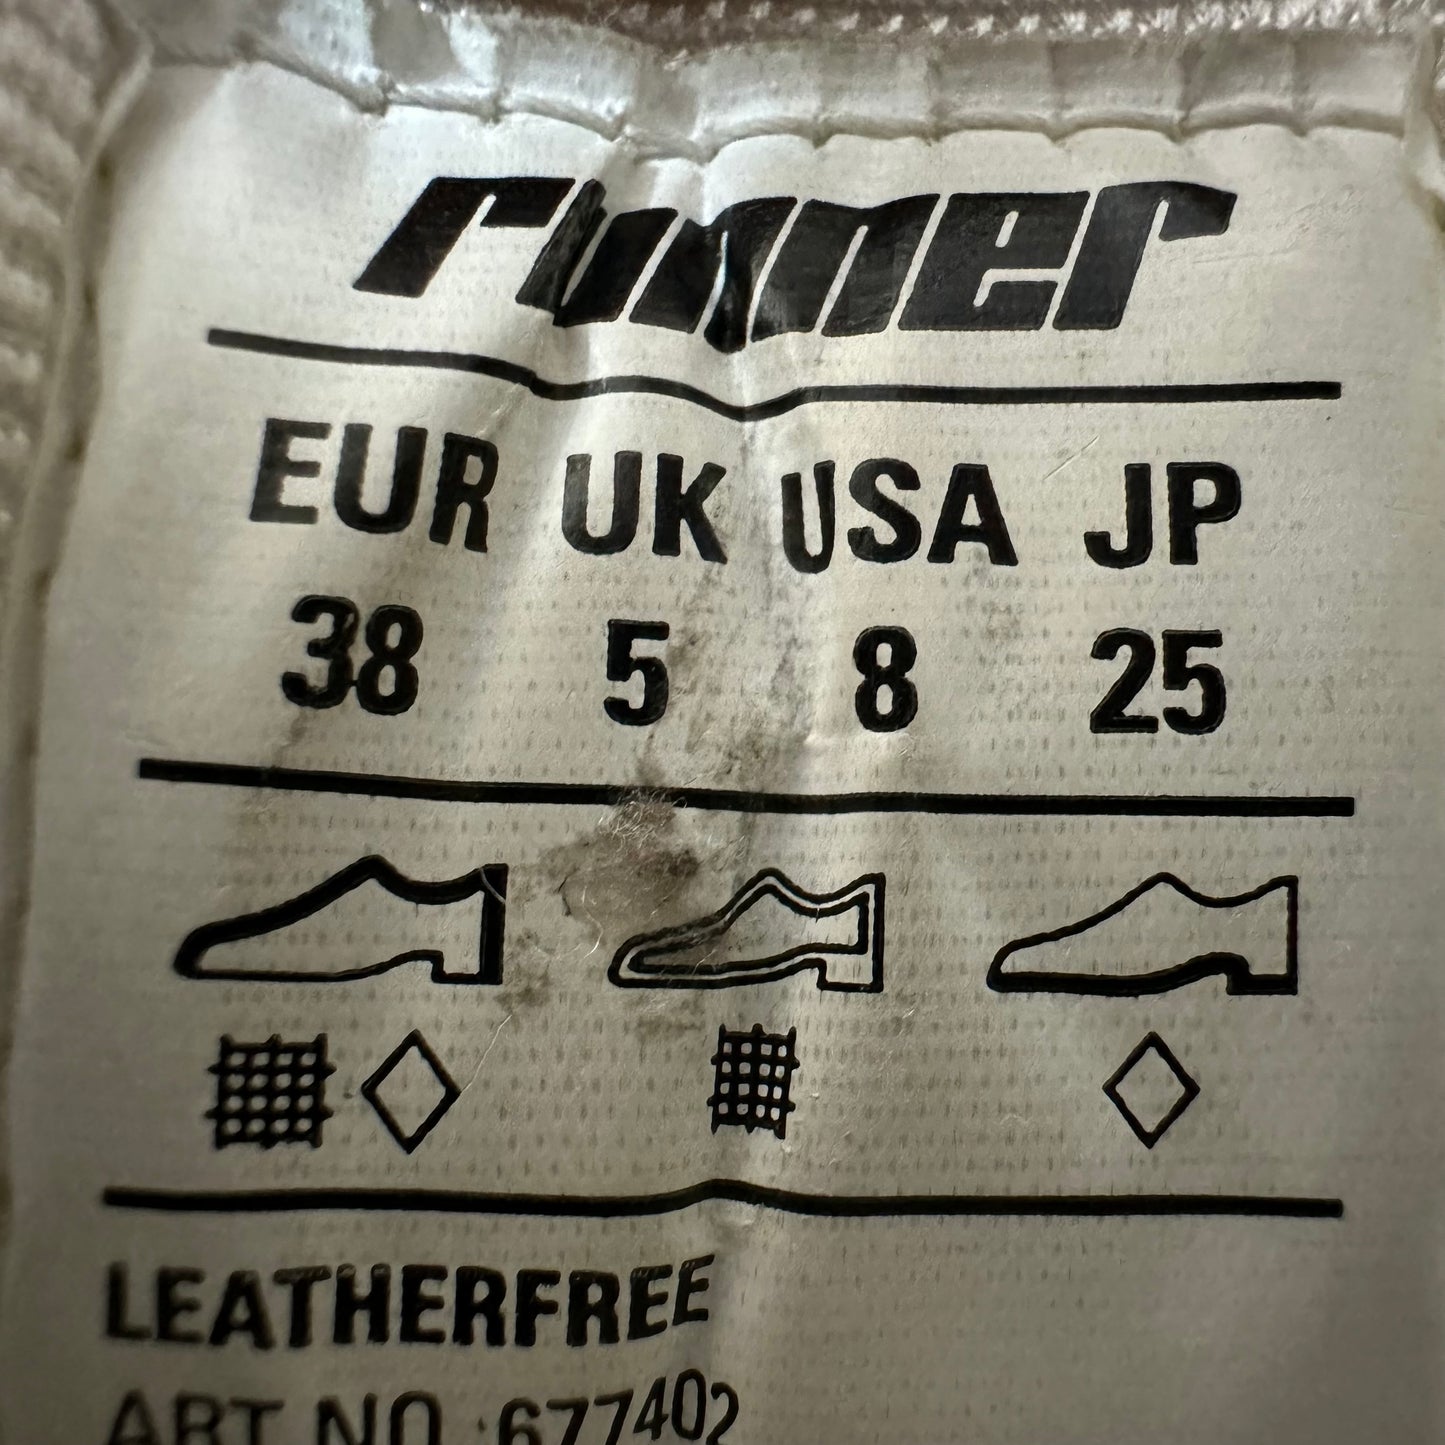 runner
EUR UK USA JP
38 5 8 25
LEATHERFREE
ART NO.:677402